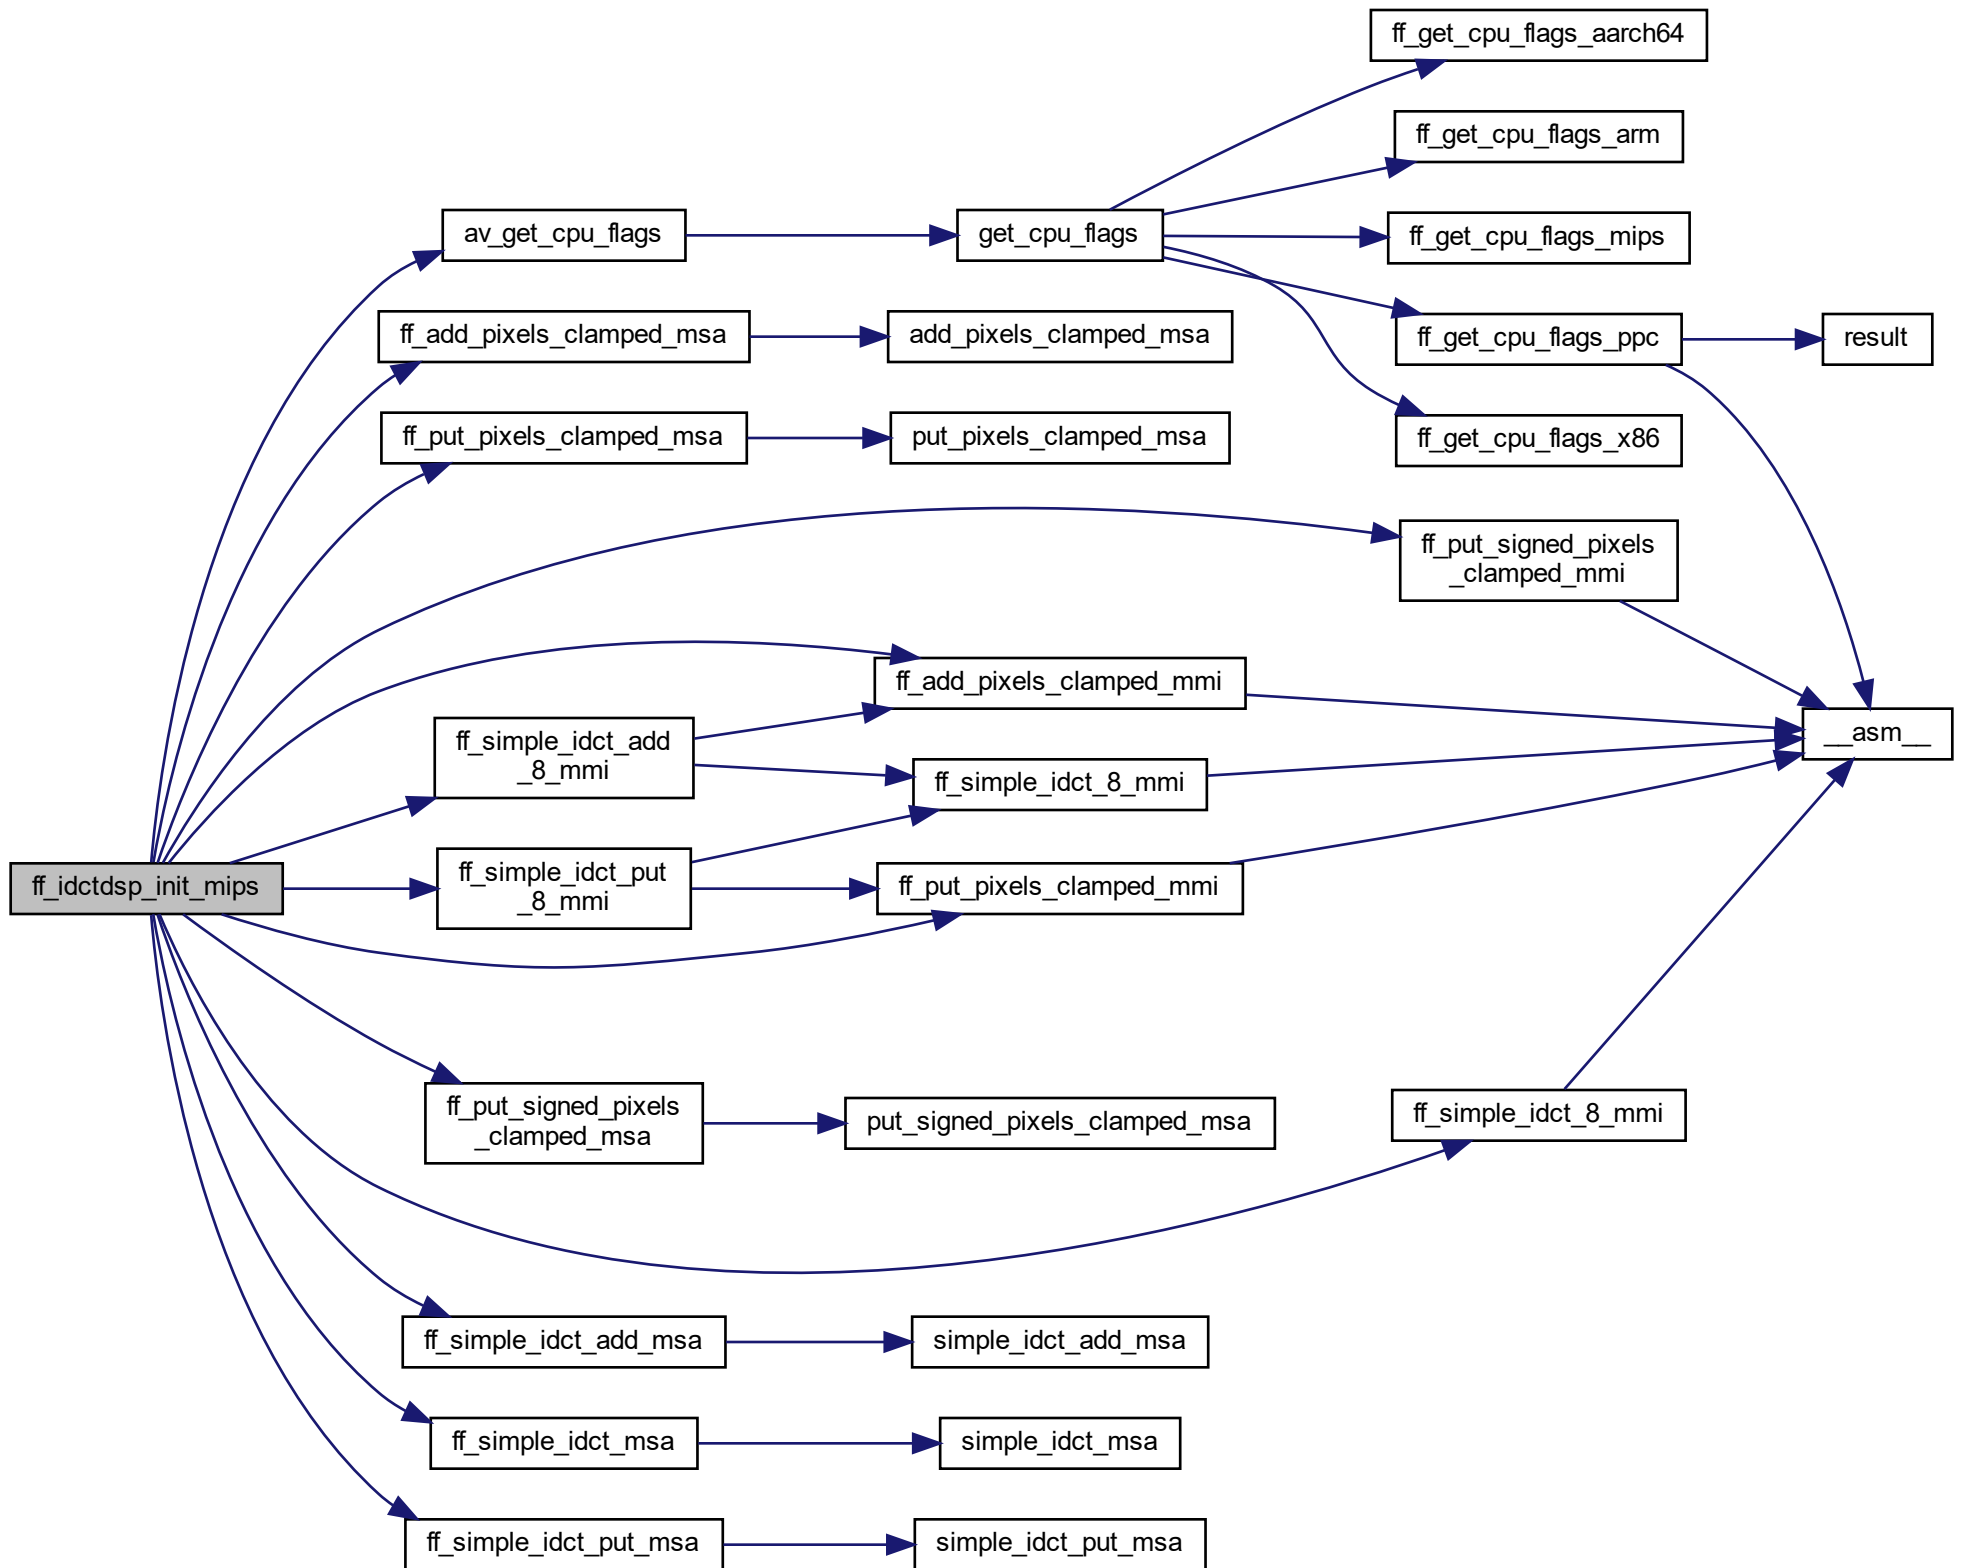 ff_get_cpu_flags_aarch64
ff_get_cpu_flags_arm
av_get_cpu_flags
get_cpu_flags
ff_get_cpu_flags_mips
ff_add_pixels_clamped_msa
add_pixels_clamped_msa
ff_get_cpu_flags_ppc
result
ff_put_pixels_clamped_msa
put_pixels_clamped_msa
ff_get_cpu_flags_x86
ff_put_signed_pixels
_clamped_mmi
ff_add_pixels_clamped_mmi
ff_simple_idct_add
_8_mmi
__asm__
ff_simple_idct_8_mmi
ff_idctdsp_init_mips
ff_simple_idct_put
_8_mmi
ff_put_pixels_clamped_mmi
ff_put_signed_pixels
_clamped_msa
put_signed_pixels_clamped_msa
ff_simple_idct_8_mmi
ff_simple_idct_add_msa
simple_idct_add_msa
ff_simple_idct_msa
simple_idct_msa
ff_simple_idct_put_msa
simple_idct_put_msa